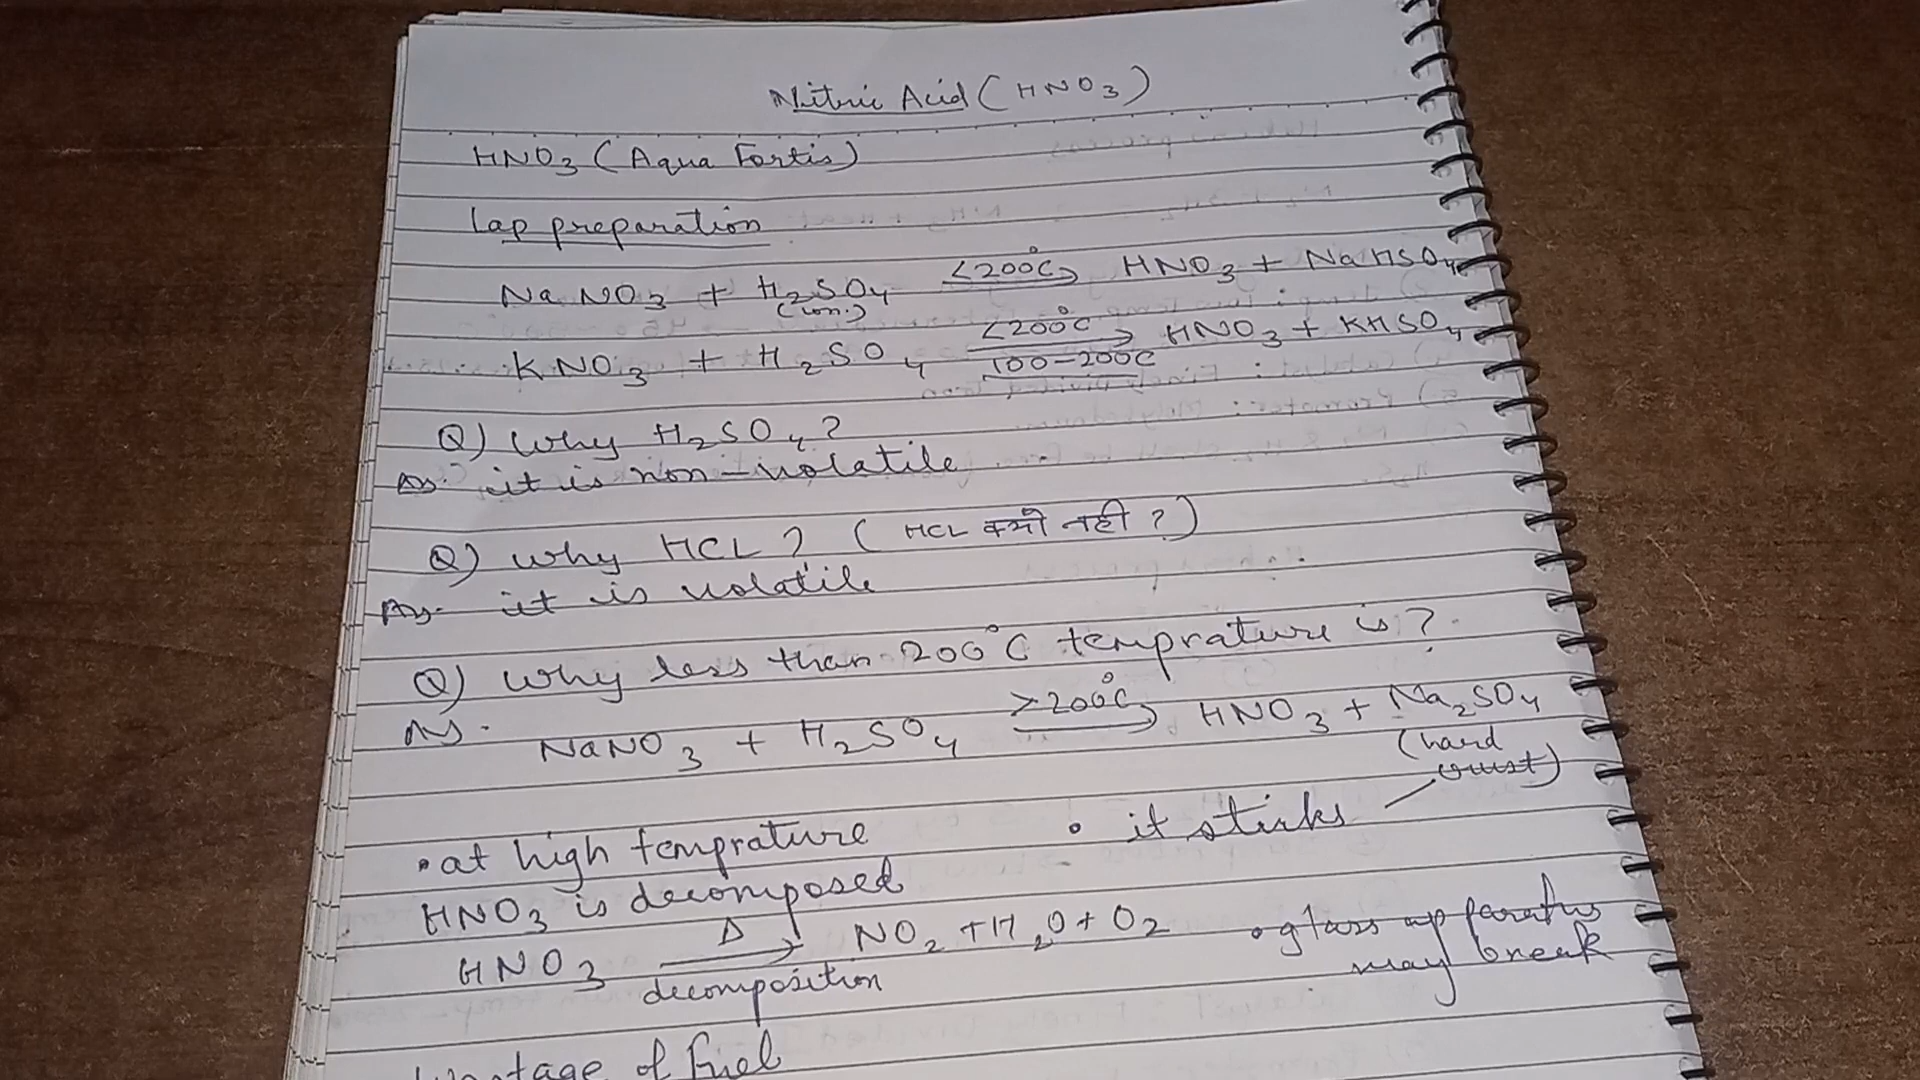 Nitric Acid (HNO3)
HNO3 (Aqua Fortis)
Lap preparation
NaNO3 + H2SO4 <200°C → HNO3 + NaHSO4
(con.)
KNO3 + H2SO4 <200°C → HNO3 + KHSO4
100-200°C
Q) Why H2SO4?
As. it is non-volatile
Q) Why HCL? (HCL क्यो नही?)
As. it is volatile
Q) Why less than 200°C temprature is?
As. NaNO3 + H2SO4 >200°C → HNO3 + Na2SO4
(hard crust)
• at high temprature • it sticks
HNO3 is decomposed
HNO3 Δ → NO2 + H2O + O2 • glass apparatus
decomposition may break
Wastage of Fuel